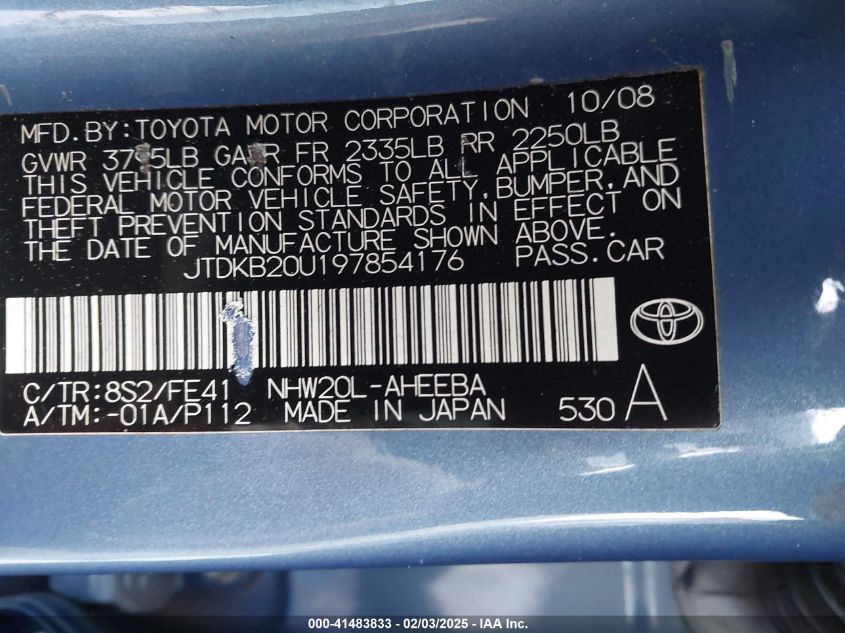 MFD.BY:TOYOTA MOTOR CORPORATION 10/08
GVWR LB FR 2335LB RR 2250LB
THIS VEHICLE CONFORMS TO ALL APPLICABLE
FEDERAL MOTOR VEHICLE SAFETY,BUMPER,AND
THEFT PREVENTION STANDARDS IN EFFECT ON
THE DATE OF MANUFACTURE SHOWN ABOVE.
JTDKB20U197854176 PASS.CAR
C/TR:8S2/FE41 NHW20L-AHEEBA
A/TM:-01A/P112 MADE IN JAPAN 530 A
000-41483833 - 02/03/2025 - IAA Inc.